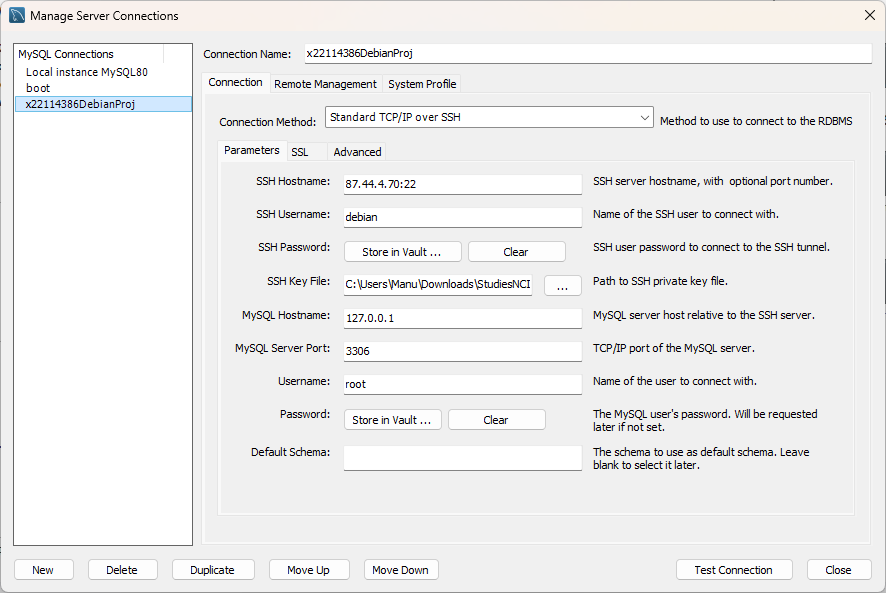 Manage Server Connections
MySQL Connections
Local instance MySQL80
boot
x22114386DebianProj
Connection Name: x22114386DebianProj
Connection Remote Management System Profile
Connection Method: Standard TCP/IP over SSH Method to use to connect to the RDBMS
Parameters SSL Advanced
SSH Hostname: 87.44.4.70:22 SSH server hostname, with optional port number.
SSH Username: debian Name of the SSH user to connect with.
SSH Password: Store in Vault ... Clear SSH user password to connect to the SSH tunnel.
SSH Key File: C:\Users\Manu\Downloads\StudiesNCI ... Path to SSH private key file.
MySQL Hostname: 127.0.0.1 MySQL server host relative to the SSH server.
MySQL Server Port: 3306 TCP/IP port of the MySQL server.
Username: root Name of the user to connect with.
Password: Store in Vault ... Clear The MySQL user's password. Will be requested
later if not set.
Default Schema: The schema to use as default schema. Leave
blank to select it later.
New Delete Duplicate Move Up Move Down Test Connection Close